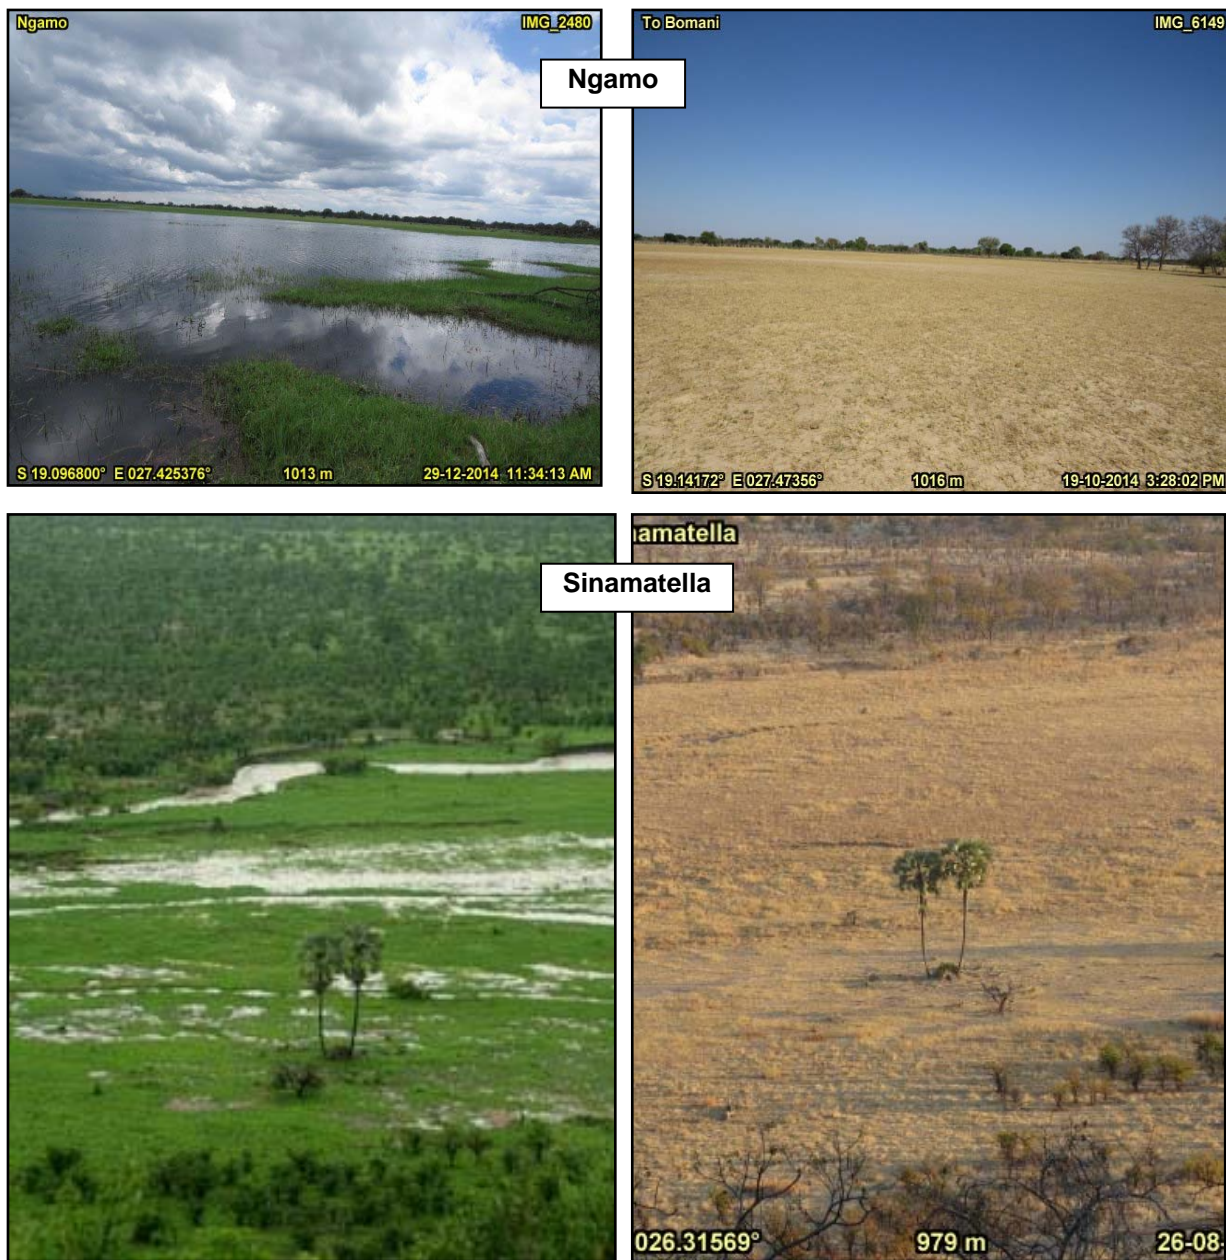 Ngamo IMG_2480
To Bomani IMG_6149
Ngamo
S 19.096800° E 027.425376° 1013 m 29-12-2014 11:34:13 AM
S 19.14172° E 027.47356° 1016 m 19-10-2014 3:28:02 PM
namatella
Sinamatella
026.31569° 979 m 26-08-